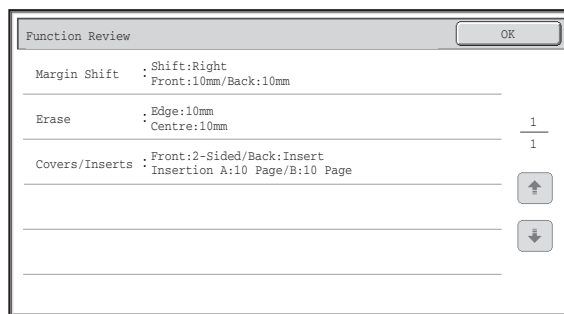 Function Review
OK
Margin Shift : Shift:Right
Front:10mm/Back:10mm
Erase : Edge:10mm
Centre:10mm
Covers/Inserts : Front:2-Sided/Back:Insert
Insertion A:10 Page/B:10 Page
1
1